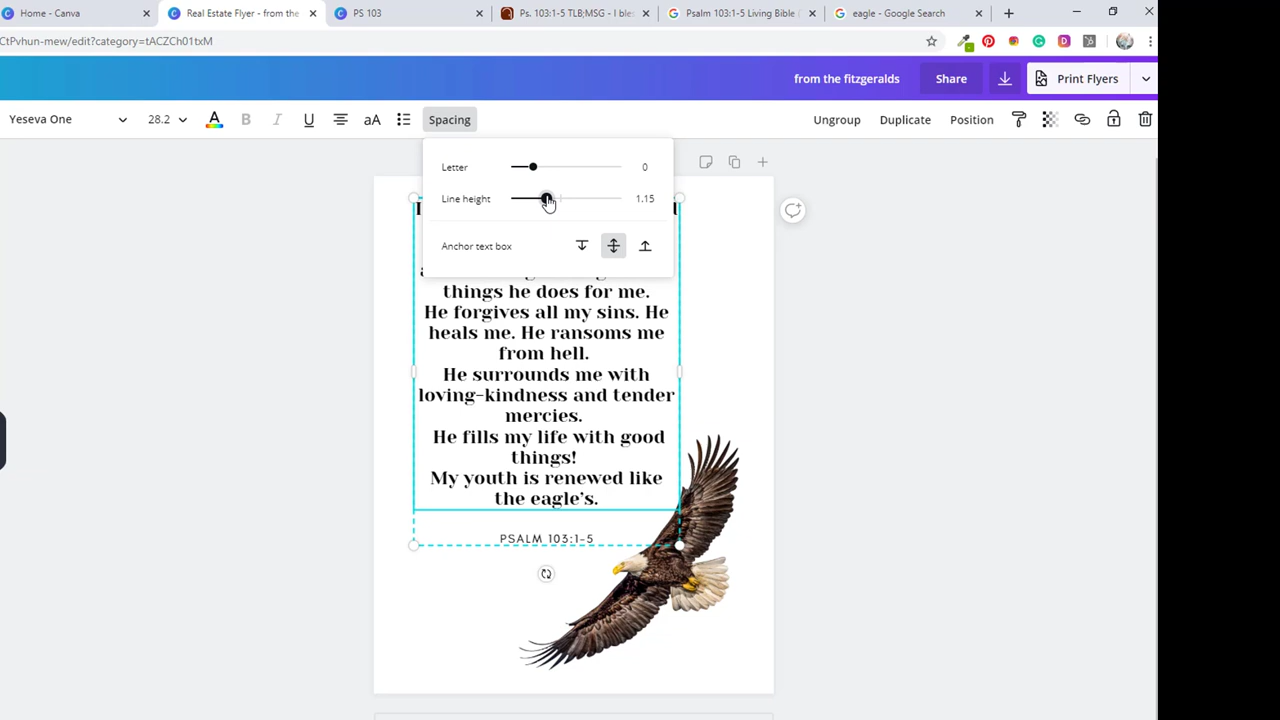 Home - Canva
Real Estate Flyer - from the
PS 103
Ps. 103:1-5 TLB;MSG - I bles
Psalm 103:1-5 Living Bible (
eagle - Google Search
CtPvhun-mew/edit?category=tACZCh01txM
from the fitzgeralds
Share
Print Flyers
Yeseva One
28.2
A
B
I
U
aA
Spacing
Ungroup
Duplicate
Position
Letter
0
Line height
1.15
Anchor text box
things he does for me.
He forgives all my sins. He
heals me. He ransoms me
from hell.
He surrounds me with
loving-kindness and tender
mercies.
He fills my life with good
things!
My youth is renewed like
the eagle's.
PSALM 103:1-5